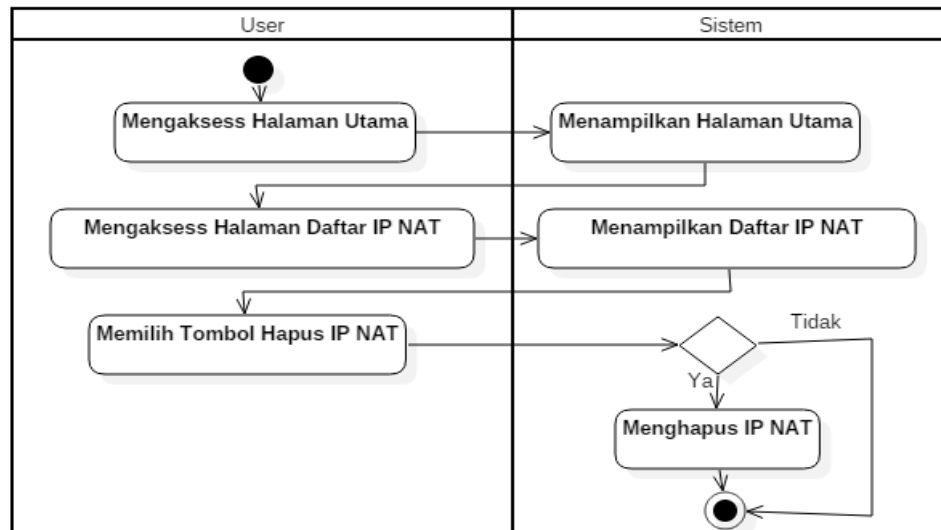 User
Sistem
Mengaksess Halaman Utama
Menampilkan Halaman Utama
Mengaksess Halaman Daftar IP NAT
Menampilkan Daftar IP NAT
Memilih Tombol Hapus IP NAT
Tidak
Ya
Menghapus IP NAT